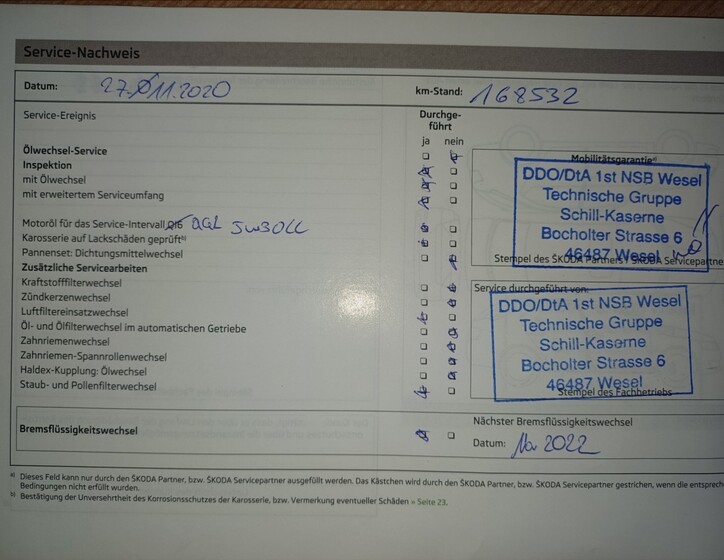 Service-Nachweis
Datum: 27.11.2020 km-Stand: 168532
Service-Ereignis Durchge-
führt
ja nein
Ölwechsel-Service
Inspektion
mit Ölwechsel
mit erweitertem Serviceumfang
Mobilitätsgarantie a)
DDO/DtA 1st NSB Wesel
Technische Gruppe
Schill-Kaserne
Bocholter Strasse 6
46487 Wesel
Stempel des ŠKODA Partners / ŠKODA Servicepartne
Motoröl für das Service-Intervall QI6 5W30LL
Karosserie auf Lackschäden geprüft b)
Pannenset: Dichtungsmittelwechsel
Zusätzliche Servicearbeiten
Kraftstofffilterwechsel
Zündkerzenwechsel
Luftfiltereinsatzwechsel
Öl- und Ölfilterwechsel im automatischen Getriebe
Zahnriemenwechsel
Zahnriemen-Spannrollenwechsel
Haldex-Kupplung: Ölwechsel
Staub- und Pollenfilterwechsel
Service durchgeführt von:
DDO/DtA 1st NSB Wesel
Technische Gruppe
Schill-Kaserne
Bocholter Strasse 6
46487 Wesel
Stempel des Fachbetriebs
Bremsflüssigkeitswechsel
Nächster Bremsflüssigkeitswechsel
Datum: Nov 2022
a) Dieses Feld kann nur durch den ŠKODA Partner, bzw. ŠKODA Servicepartner ausgefüllt werden. Das Kästchen wird durch den ŠKODA Partner, bzw. ŠKODA Servicepartner gestrichen, wenn die entsprech
Bedingungen nicht erfüllt wurden.
b) Bestätigung der Unversehrtheit des Korrosionsschutzes der Karosserie, bzw. Vermerkung eventueller Schäden » Seite 23.